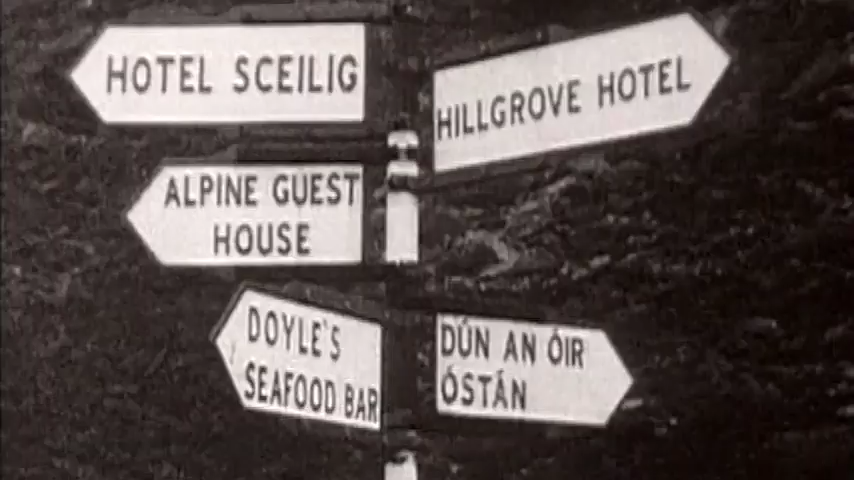 HOTEL SCEILIG
HILLGROVE HOTEL
ALPINE GUEST
HOUSE
DOYLE'S
SEAFOOD BAR
DÚN AN ÓIR
ÓSTÁN